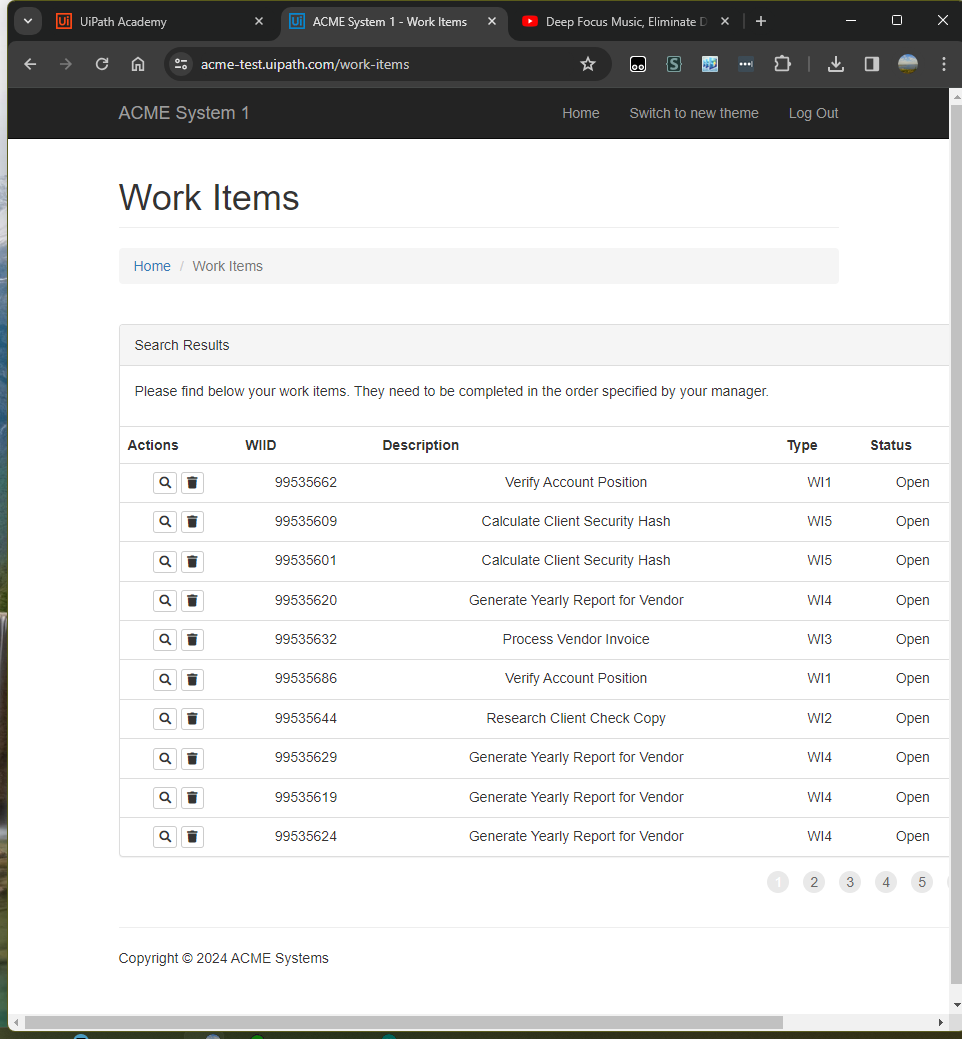 UiPath Academy
ACME System 1 - Work Items
Deep Focus Music, Eliminate
acme-test.uipath.com/work-items
ACME System 1 Home Switch to new theme Log Out
Work Items
Home / Work Items
Search Results
Please find below your work items. They need to be completed in the order specified by your manager.
Actions WIID Description Type Status
99535662 Verify Account Position WI1 Open
99535609 Calculate Client Security Hash WI5 Open
99535601 Calculate Client Security Hash WI5 Open
99535620 Generate Yearly Report for Vendor WI4 Open
99535632 Process Vendor Invoice WI3 Open
99535686 Verify Account Position WI1 Open
99535644 Research Client Check Copy WI2 Open
99535629 Generate Yearly Report for Vendor WI4 Open
99535619 Generate Yearly Report for Vendor WI4 Open
99535624 Generate Yearly Report for Vendor WI4 Open
1 2 3 4 5
Copyright © 2024 ACME Systems